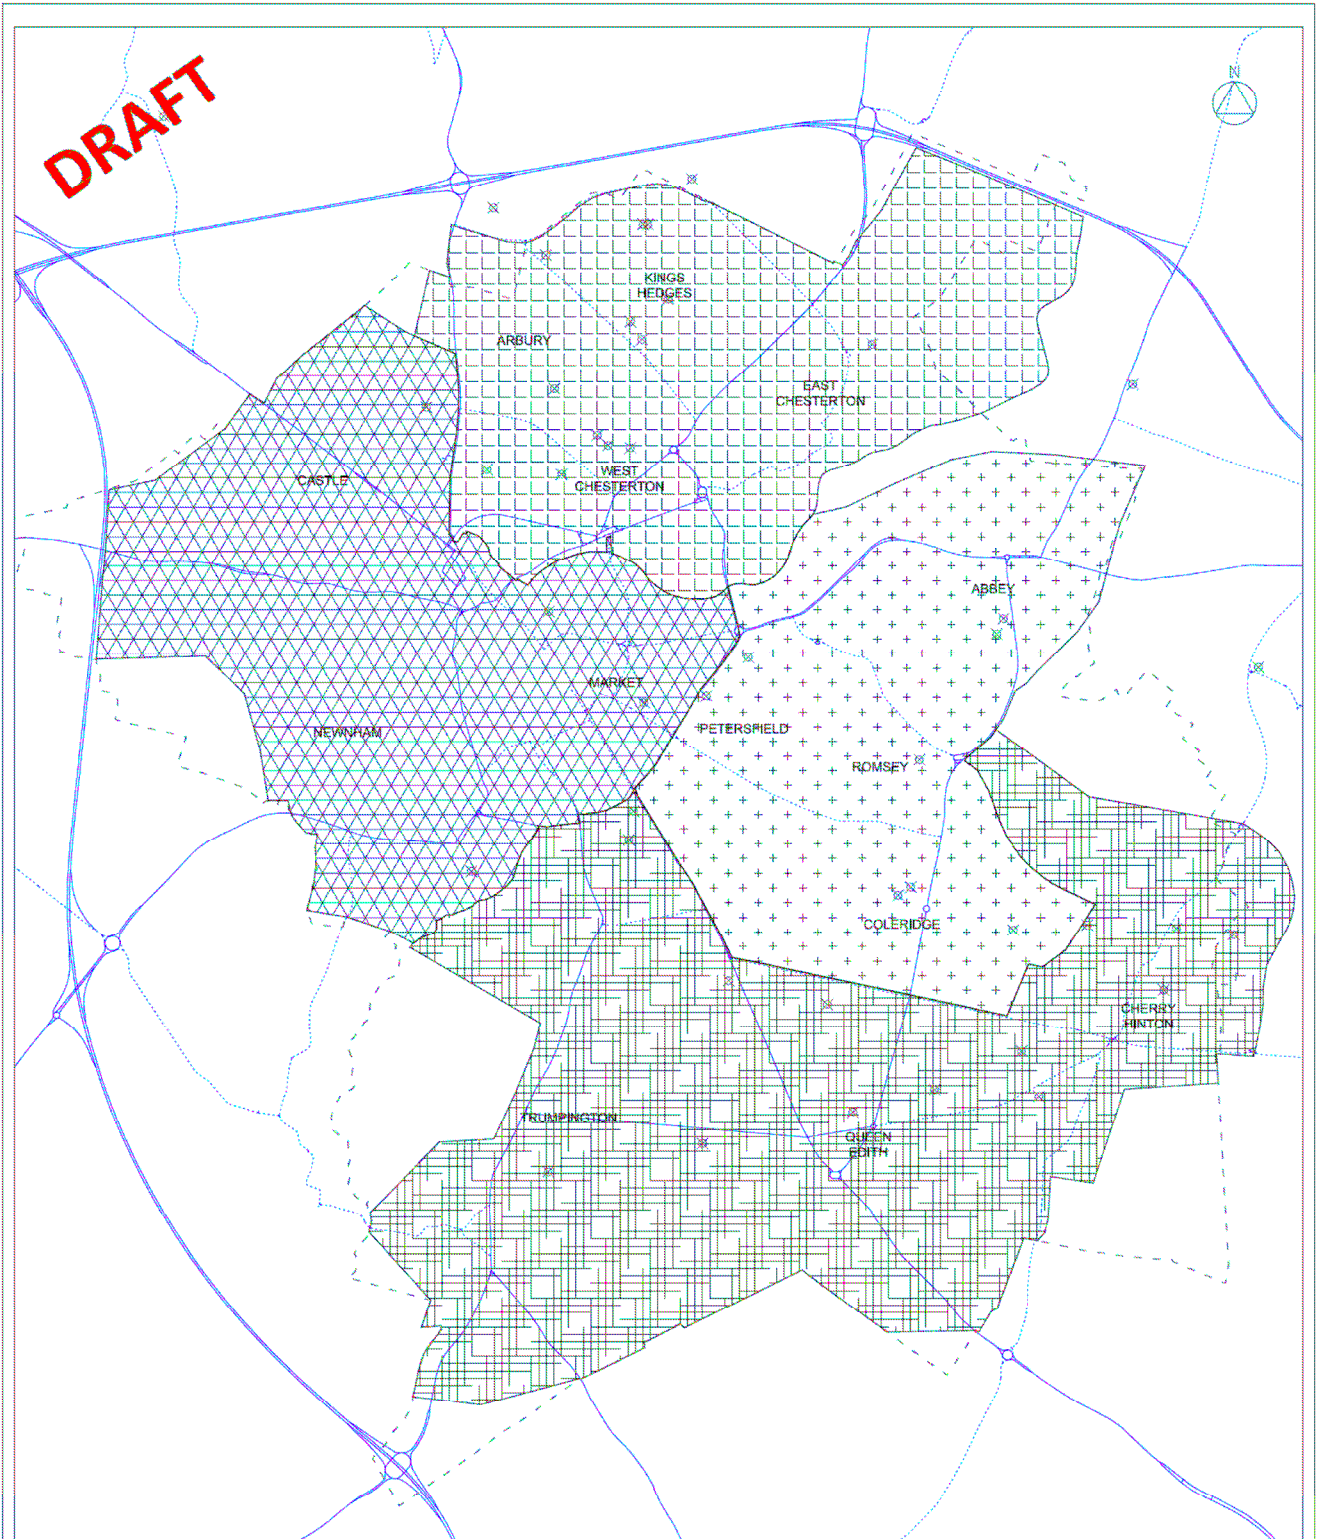 DRAFT
N
KINGS
HEDGES
ARBURY
EAST
CHESTERTON
WEST
CHESTERTON
CASTLE
ABBEY
MARKET
NEWNHAM
PETERSFIELD
ROMSEY
COLERIDGE
CHERRY
HINTON
TRUMPINGTON
QUEEN
EDITH